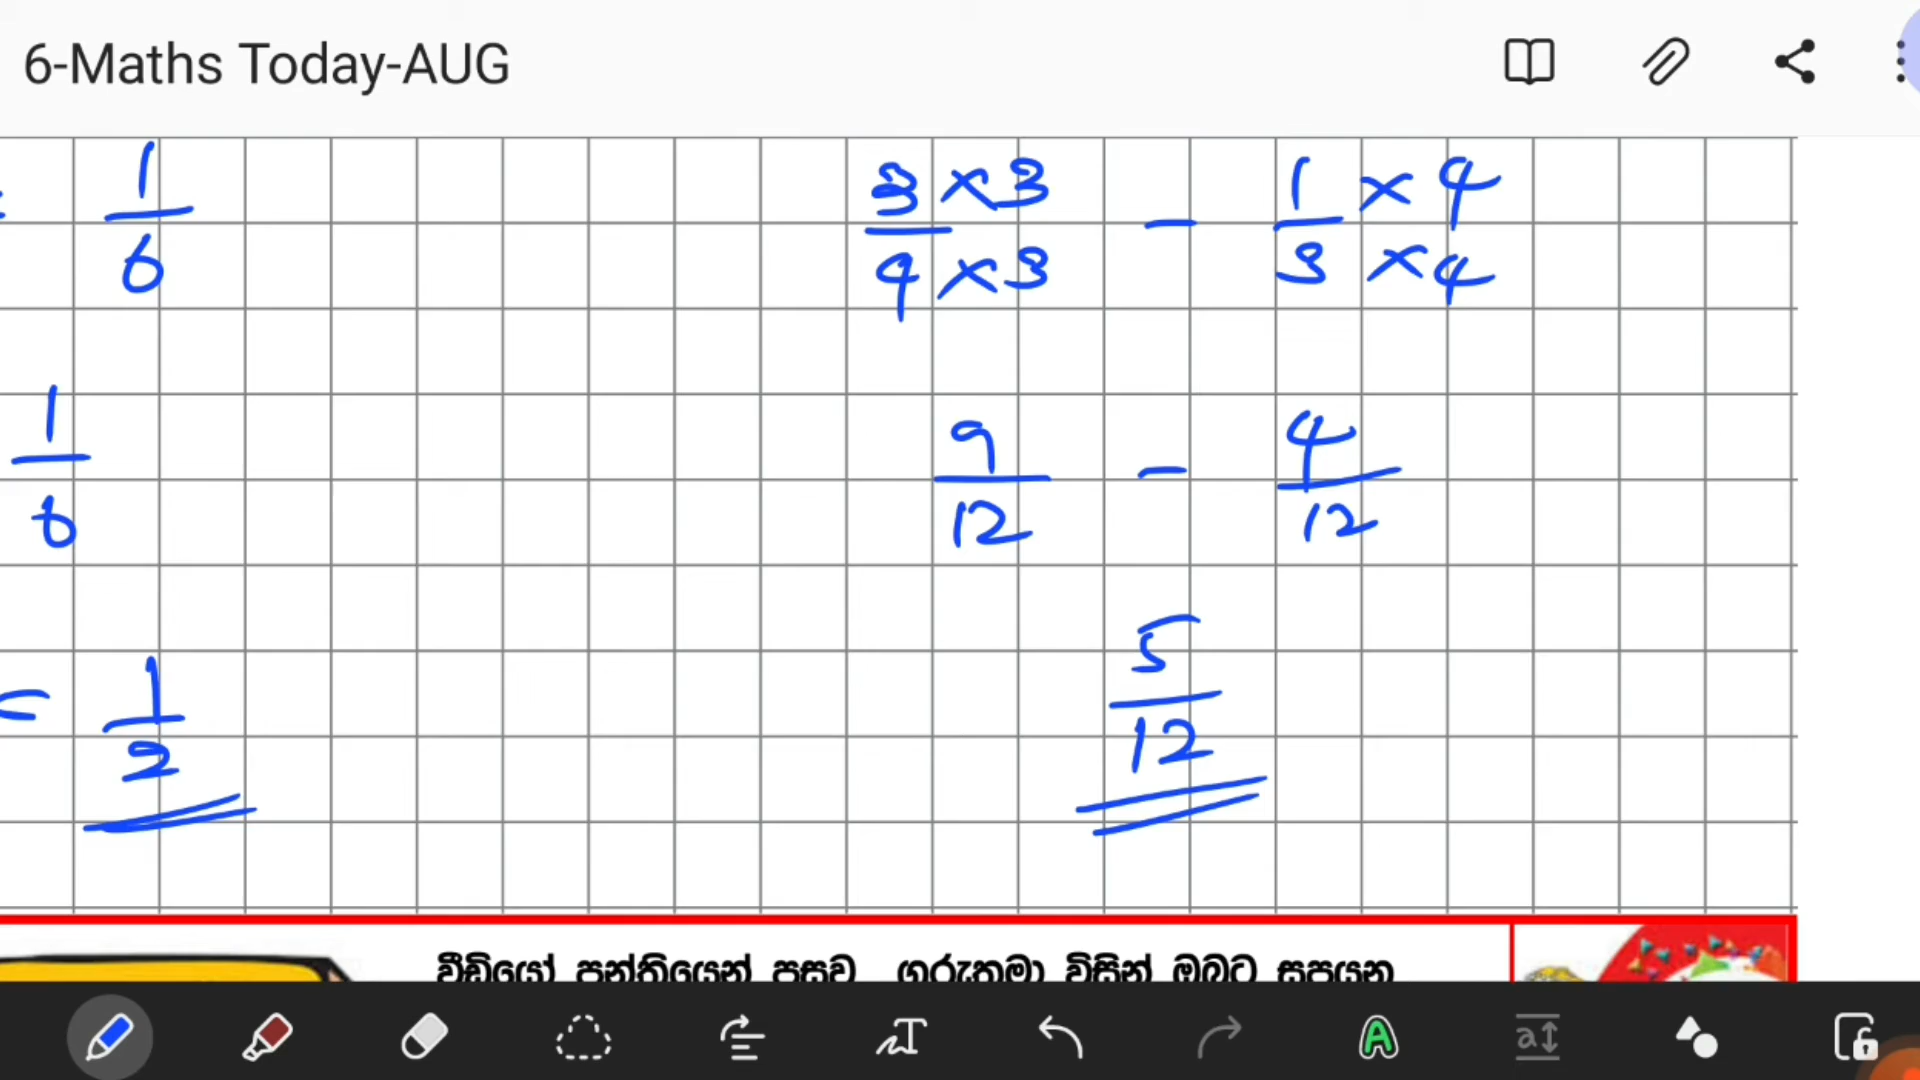 6-Maths Today-AUG
1/6
3×3/4×3 - 1×4/3×4
1/6
9/12 - 4/12
= 1/2
5/12
වීඩියෝ පන්තියෙන් පසුව ගුරුතුමා විසින් ඔබට සපයන